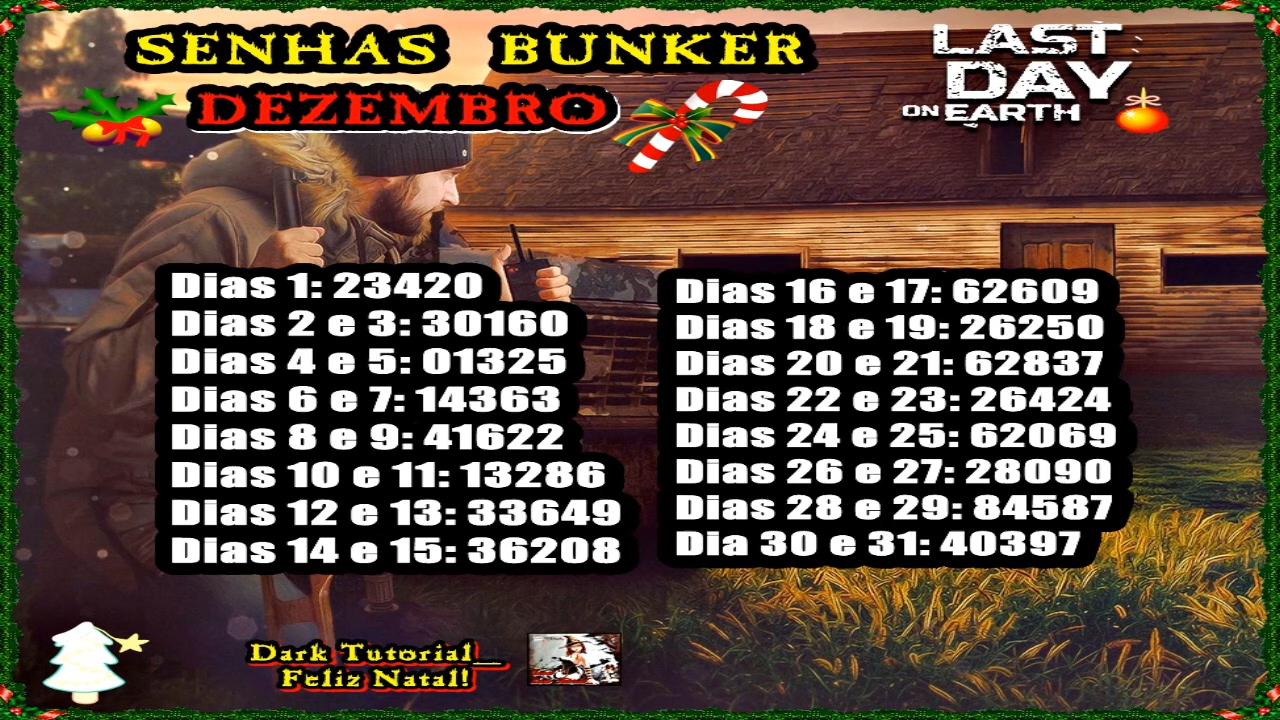 SENHAS BUNKER
DEZEMBRO
LAST
DAY
ON EARTH
Dias 1: 23420
Dias 2 e 3: 30160
Dias 4 e 5: 01325
Dias 6 e 7: 14363
Dias 8 e 9: 41622
Dias 10 e 11: 13286
Dias 12 e 13: 33649
Dias 14 e 15: 36208
Dias 16 e 17: 62609
Dias 18 e 19: 26250
Dias 20 e 21: 62837
Dias 22 e 23: 26424
Dias 24 e 25: 62069
Dias 26 e 27: 28090
Dias 28 e 29: 84587
Dia 30 e 31: 40397
Dark Tutorial__
Feliz Natal!